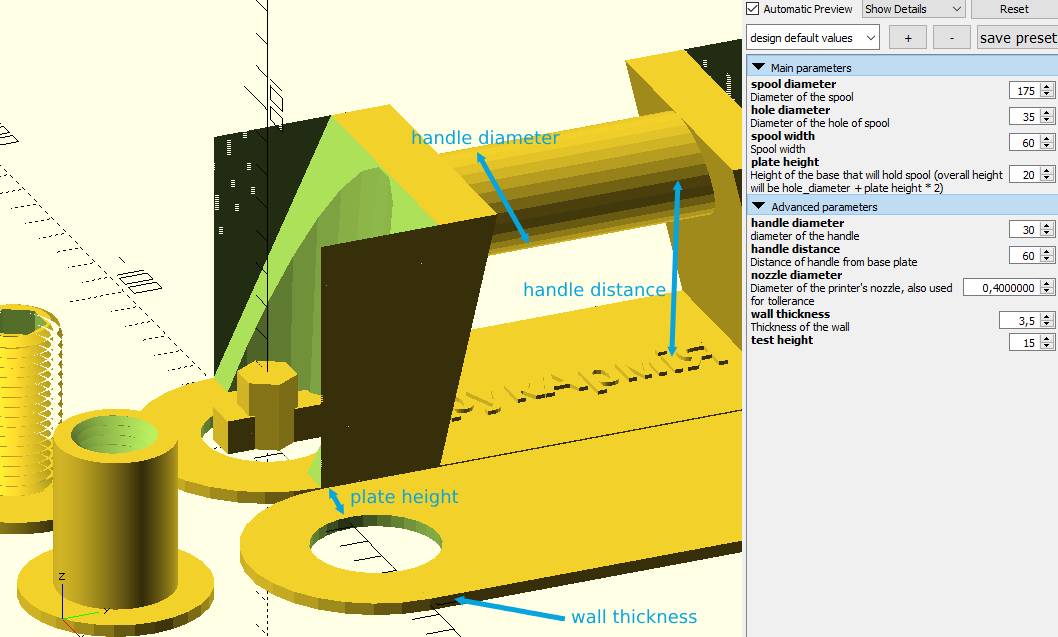 Automatic Preview
Show Details
Reset
design default values
+
-
save preset
Main parameters
spool diameter
Diameter of the spool
175
hole diameter
Diameter of the hole of spool
35
spool width
Spool width
60
plate height
Height of the base that will hold spool (overall height
will be hole_diameter + plate height * 2)
20
Advanced parameters
handle diameter
diameter of the handle
30
handle distance
Distance of handle from base plate
60
nozzle diameter
Diameter of the printer's nozzle, also used
for tollerance
0,4000000
wall thickness
Thickness of the wall
3,5
test height
15
handle diameter
handle distance
plate height
wall thickness
Z
Y